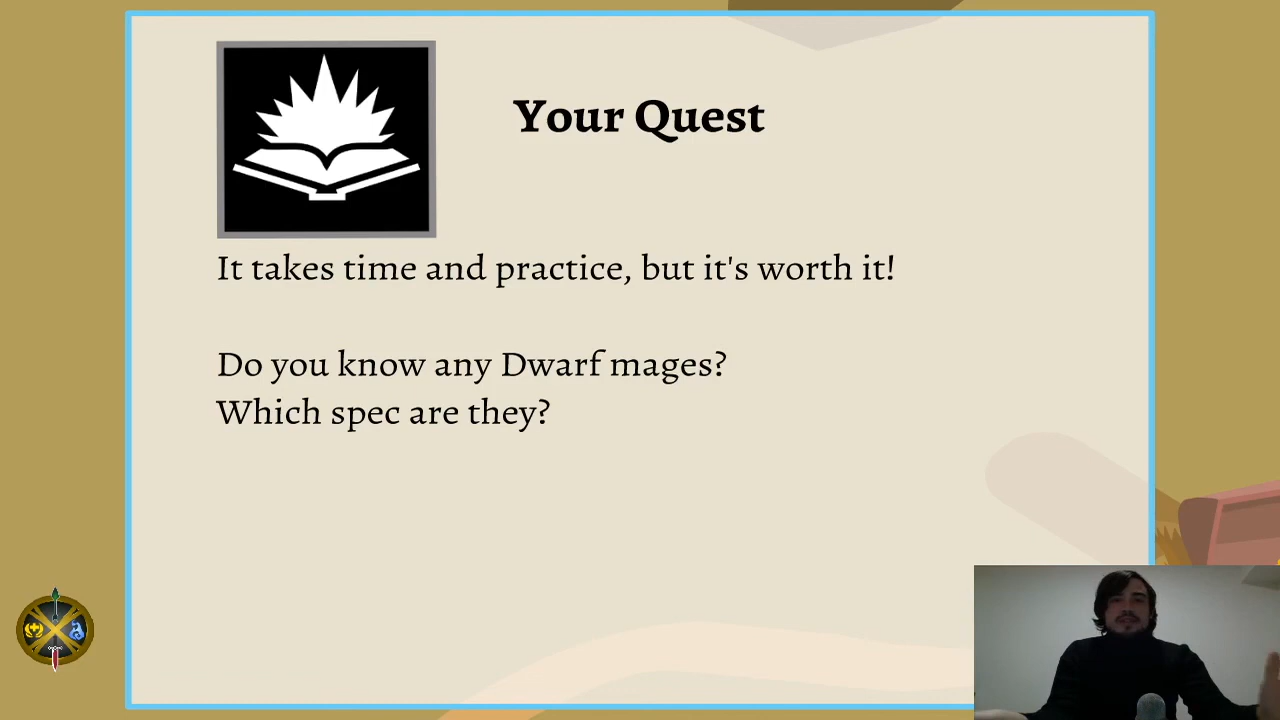 Your Quest
It takes time and practice, but it's worth it!
Do you know any Dwarf mages?
Which spec are they?